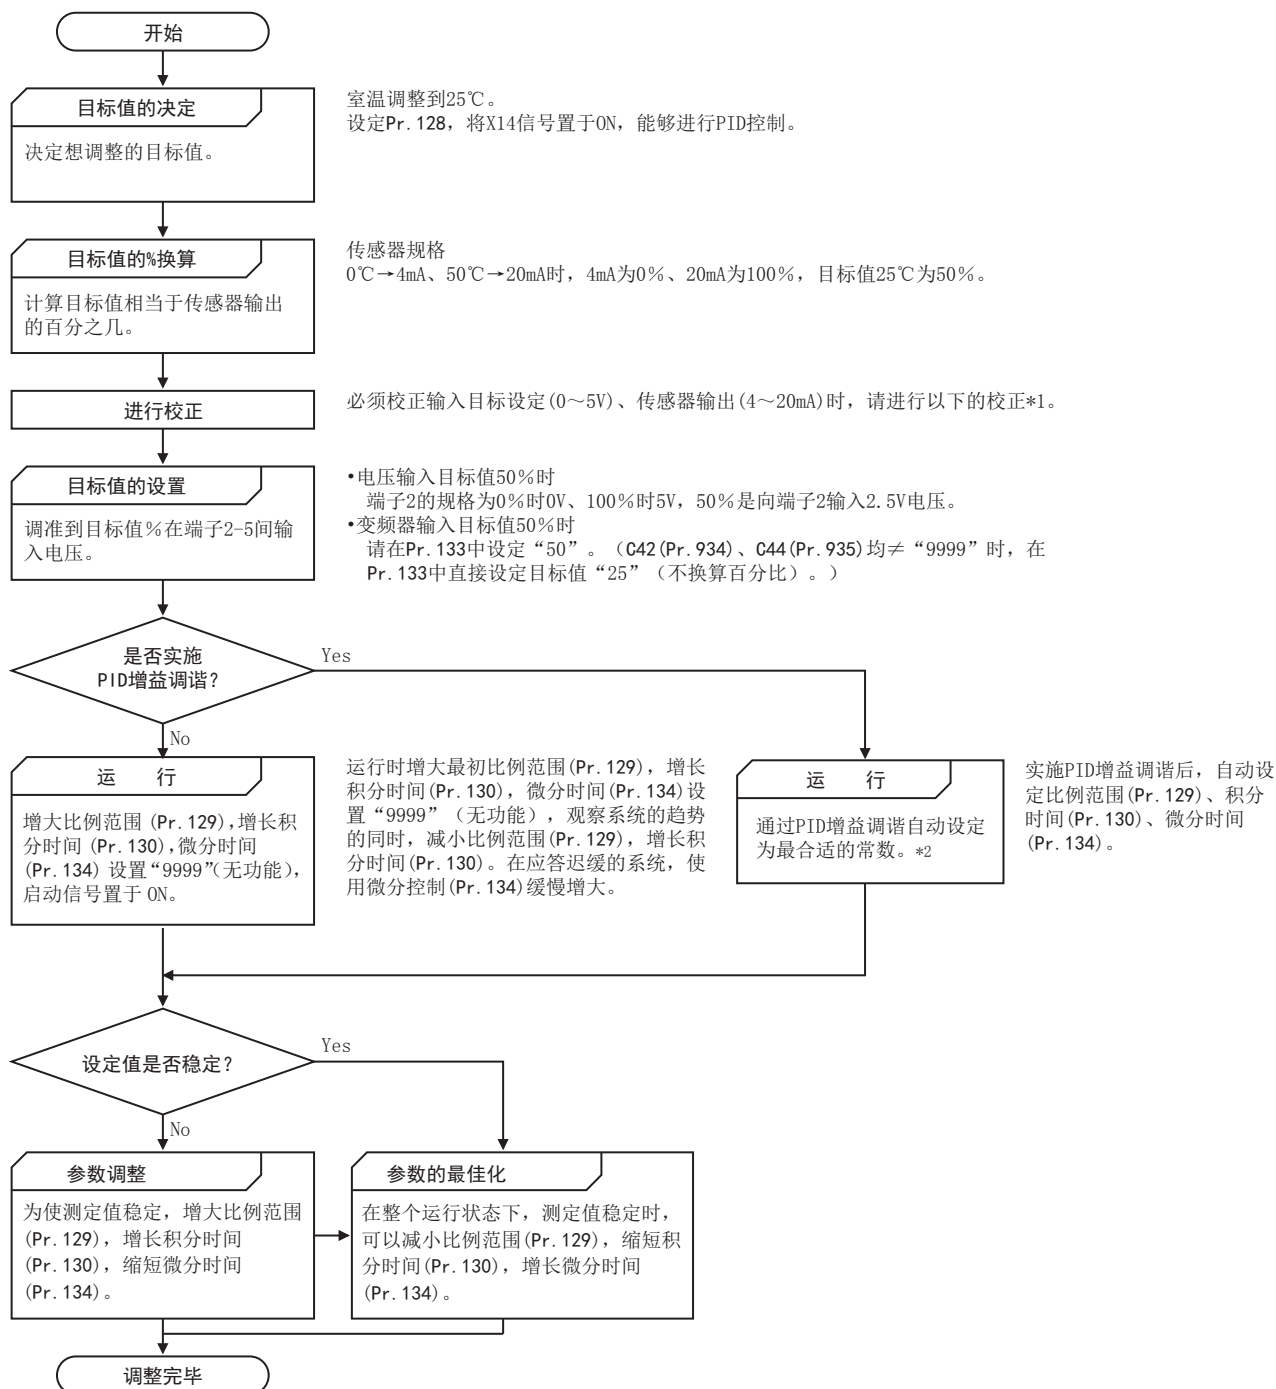 开始
目标值的决定
决定想调整的目标值。
室温调整到25℃。
设定Pr.128，将X14信号置于ON，能够进行PID控制。
目标值的%换算
计算目标值相当于传感器输出
的百分之几。
传感器规格
0℃→4mA、50℃→20mA时，4mA为0％、20mA为100％，目标值25℃为50％。
进行校正
必须校正输入目标设定(0～5V)、传感器输出(4～20mA)时，请进行以下的校正*1。
目标值的设置
调准到目标值％在端子2-5间输
入电压。
•电压输入目标值50％时
端子2的规格为0％时0V、100％时5V，50％是向端子2输入2.5V电压。
•变频器输入目标值50％时
请在Pr.133中设定“50”。（C42(Pr.934)、C44(Pr.935)均≠“9999”时，在
Pr.133中直接设定目标值“25”（不换算百分比）。）
是否实施
PID增益调谐？
Yes
No
运 行
增大比例范围 (Pr.129),增长积
分时间 (Pr.130),微分时间
(Pr.134) 设置“9999”(无功能),
启动信号置于 ON。
运行时增大最初比例范围(Pr.129)，增长
积分时间(Pr.130)，微分时间(Pr.134)设
置“9999”（无功能），观察系统的趋势
的同时，减小比例范围(Pr.129)，增长积
分时间(Pr.130)。在应答迟缓的系统，使
用微分控制(Pr.134)缓慢增大。
运 行
通过PID增益调谐自动设定
为最合适的常数。*2
实施PID增益调谐后，自动设
定比例范围(Pr.129)、积分
时间(Pr.130)、微分时间
(Pr.134)。
设定值是否稳定？
Yes
No
参数调整
为使测定值稳定，增大比例范围
(Pr.129)，增长积分时间
(Pr.130)，缩短微分时间
(Pr.134)。
参数的最佳化
在整个运行状态下，测定值稳定时，
可以减小比例范围(Pr.129)，缩短积
分时间(Pr.130)，增长微分时间
(Pr.134)。
调整完毕